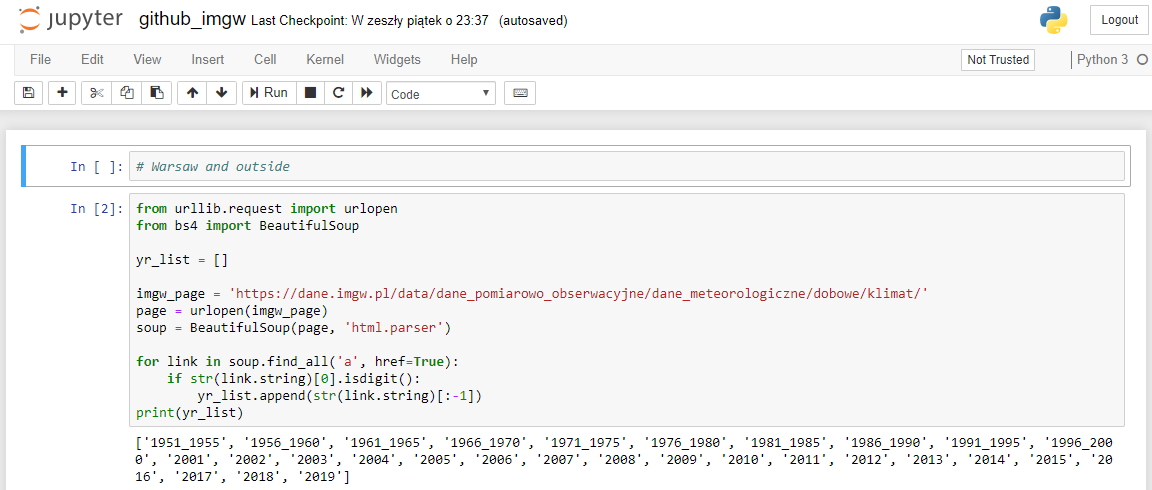 jupyter github_imgw Last Checkpoint: W zeszły piątek o 23:37 (autosaved)
Logout
File Edit View Insert Cell Kernel Widgets Help
Not Trusted
Python 3
Run
Code
In [ ]: # Warsaw and outside
In [2]: from urllib.request import urlopen
from bs4 import BeautifulSoup
yr_list = []
imgw_page = 'https://dane.imgw.pl/data/dane_pomiarowo_obserwacyjne/dane_meteorologiczne/dobowe/klimat/'
page = urlopen(imgw_page)
soup = BeautifulSoup(page, 'html.parser')
for link in soup.find_all('a', href=True):
    if str(link.string)[0].isdigit():
        yr_list.append(str(link.string)[:-1])
print(yr_list)
['1951_1955', '1956_1960', '1961_1965', '1966_1970', '1971_1975', '1976_1980', '1981_1985', '1986_1990', '1991_1995', '1996_200
0', '2001', '2002', '2003', '2004', '2005', '2006', '2007', '2008', '2009', '2010', '2011', '2012', '2013', '2014', '2015', '20
16', '2017', '2018', '2019']